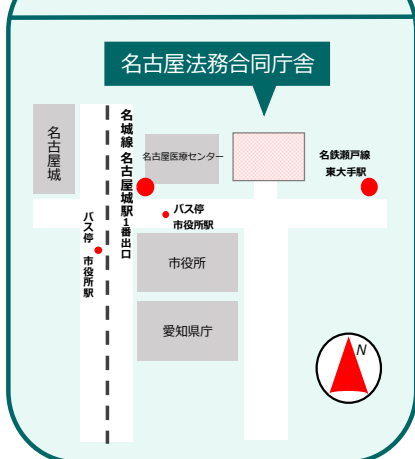 名古屋法務合同庁舎
名古屋城
名城線 名古屋城駅1番出口
名古屋医療センター
名鉄瀬戸線
東大手駅
バス停
市役所駅
バス停 市役所駅
市役所
愛知県庁
N